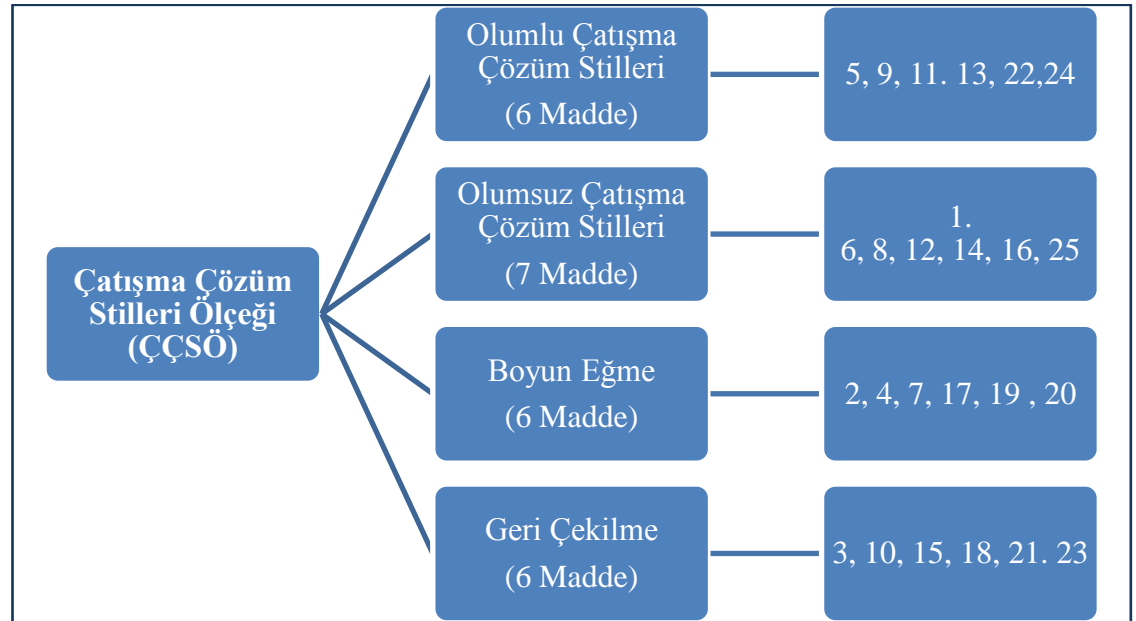 Çatışma Çözüm
Stilleri Ölçeği
(ÇÇSÖ)
Olumlu Çatışma
Çözüm Stilleri
(6 Madde)
5, 9, 11. 13, 22,24
Olumsuz Çatışma
Çözüm Stilleri
(7 Madde)
1.
6, 8, 12, 14, 16, 25
Boyun Eğme
(6 Madde)
2, 4, 7, 17, 19 , 20
Geri Çekilme
(6 Madde)
3, 10, 15, 18, 21. 23